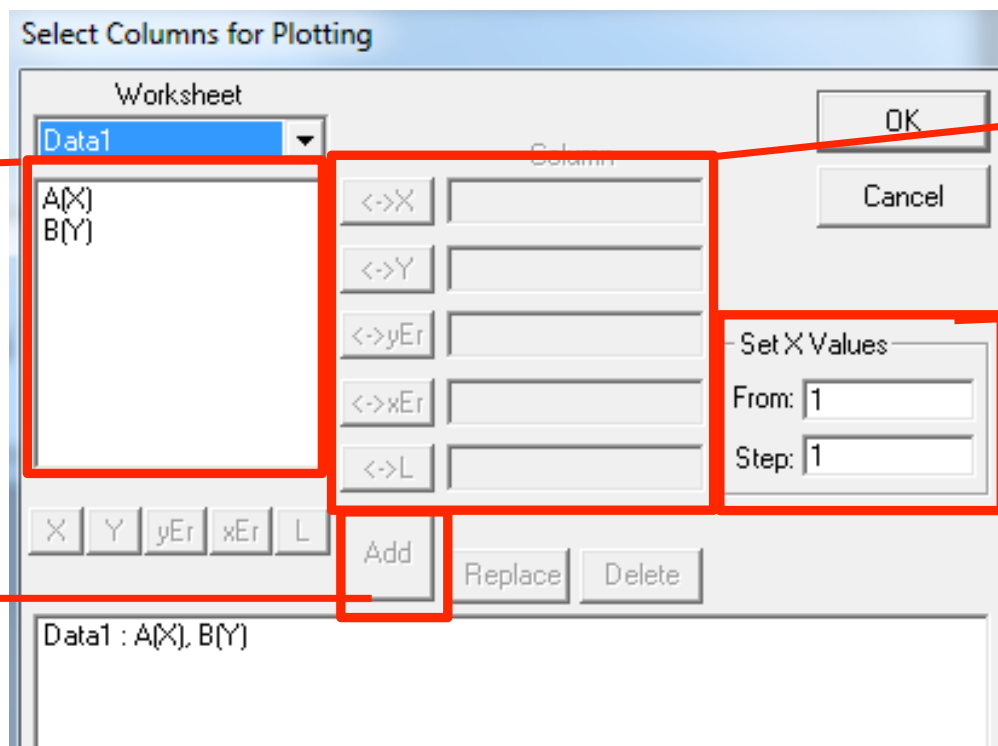 Select Columns for Plotting
Worksheet
Data1
A(X)
B(Y)
Column
<->X
<->Y
<->yEr
<->xEr
<->L
OK
Cancel
Set X Values
From: 1
Step: 1
X Y yEr xEr L
Add Replace Delete
Data1 : A(X), B(Y)